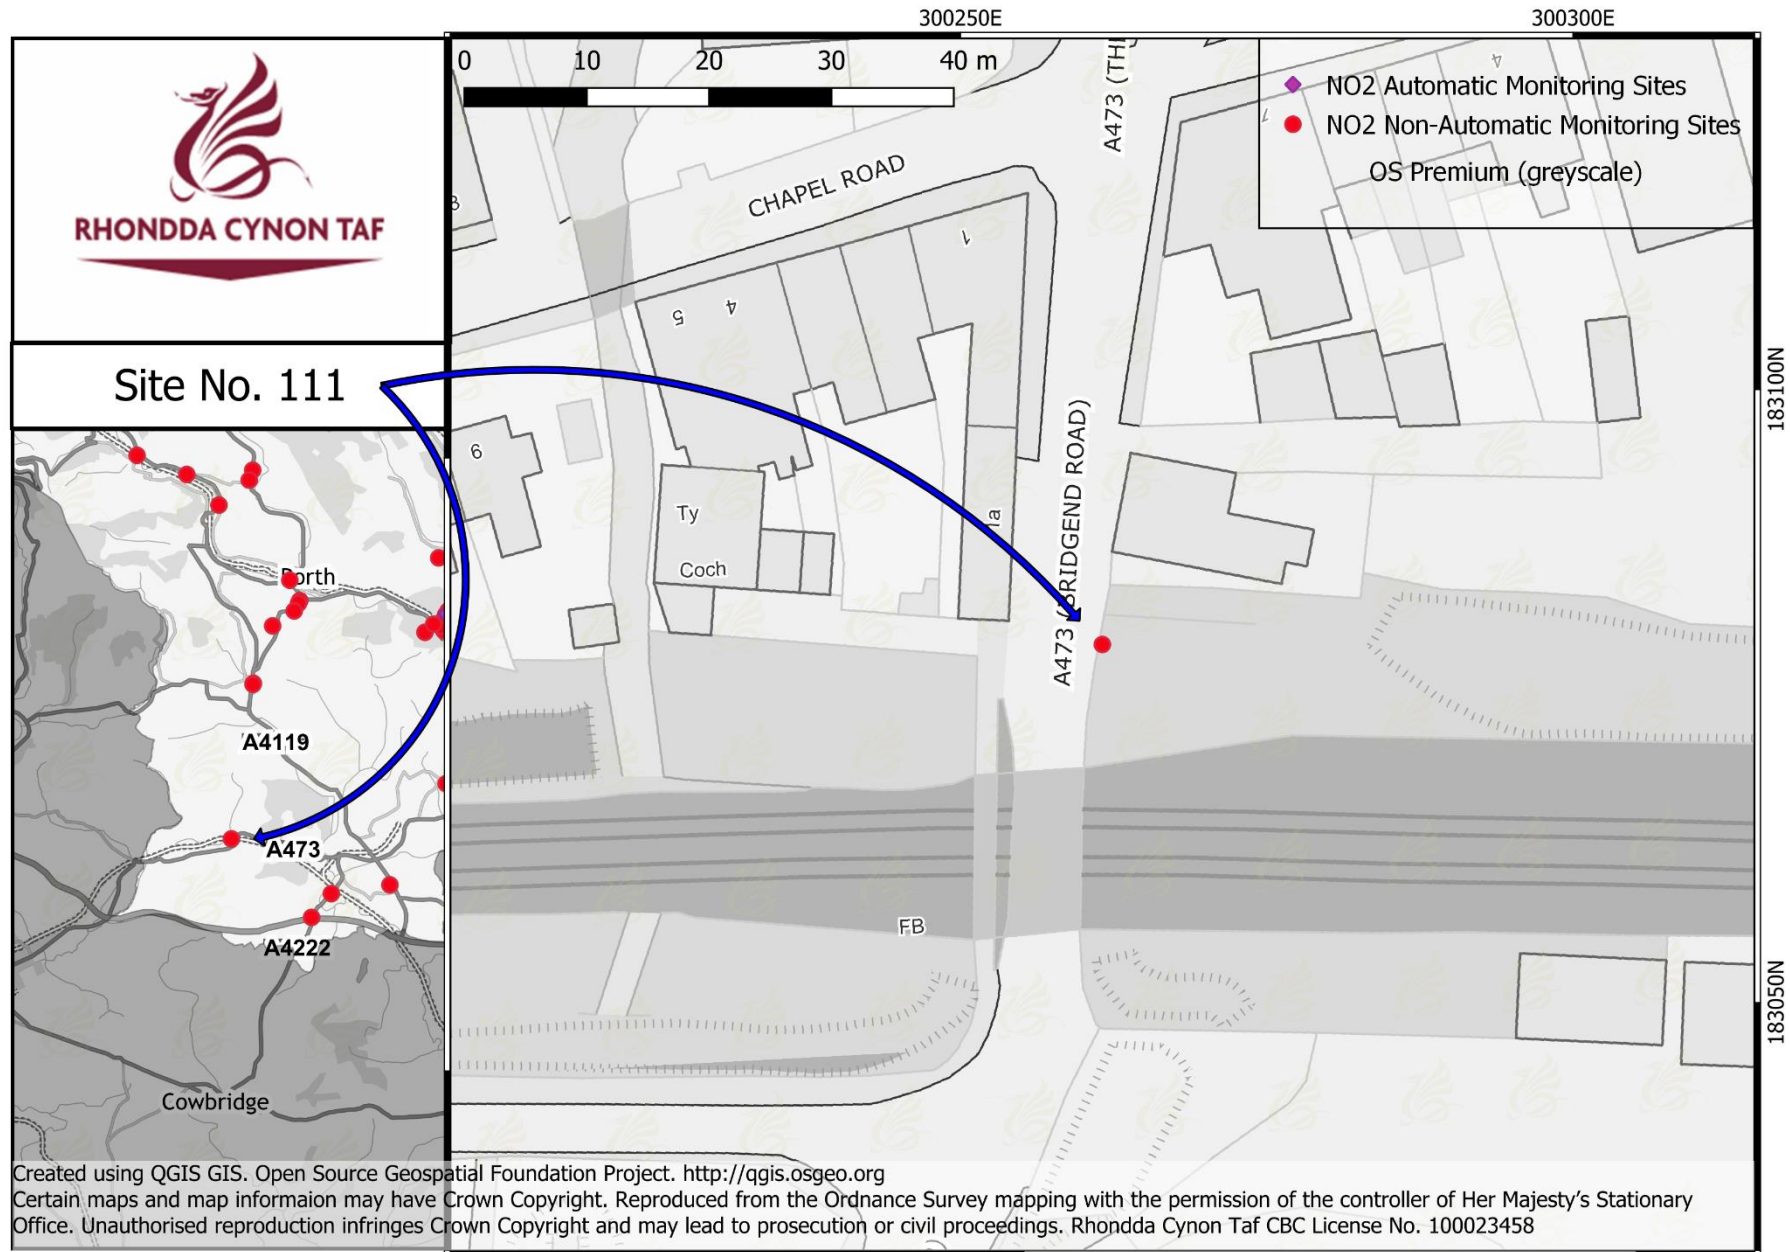 300250E
300300E
0 10 20 30 40 m
A473 (TH
NO2 Automatic Monitoring Sites
NO2 Non-Automatic Monitoring Sites
OS Premium (greyscale)
RHONDDA CYNON TAF
CHAPEL ROAD
1
4
5
4
Site No. 111
183100N
9
Ty
Coch
1a
A473 (BRIDGEND ROAD)
Porth
A4119
A473
A4222
FB
183050N
Cowbridge
Created using QGIS GIS. Open Source Geospatial Foundation Project. http://qgis.osgeo.org
Certain maps and map informaion may have Crown Copyright. Reproduced from the Ordnance Survey mapping with the permission of the controller of Her Majesty's Stationary
Office. Unauthorised reproduction infringes Crown Copyright and may lead to prosecution or civil proceedings. Rhondda Cynon Taf CBC License No. 100023458